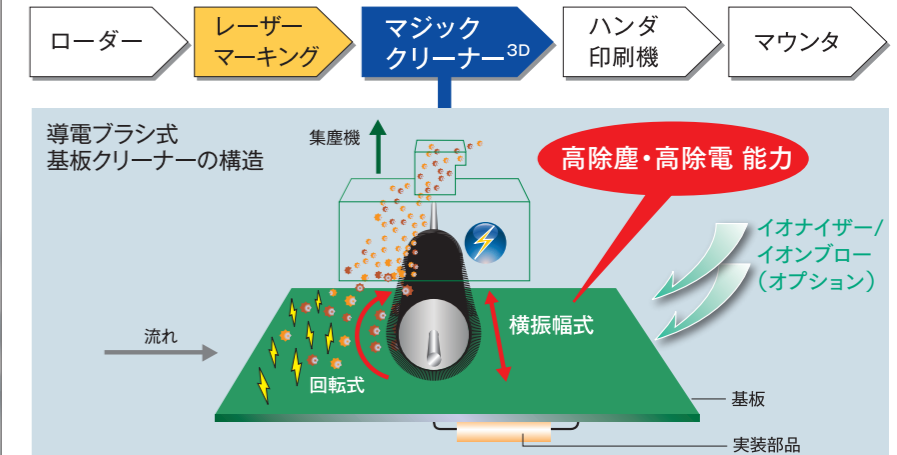 ローダー
レーザー
マーキング
マジック
クリーナー3D
ハンダ
印刷機
マウンタ
導電ブラシ式
基板クリーナーの構造
集塵機
高除塵・高除電 能力
イオナイザー/
イオンブロー
（オプション）
流れ
横振幅式
回転式
基板
実装部品